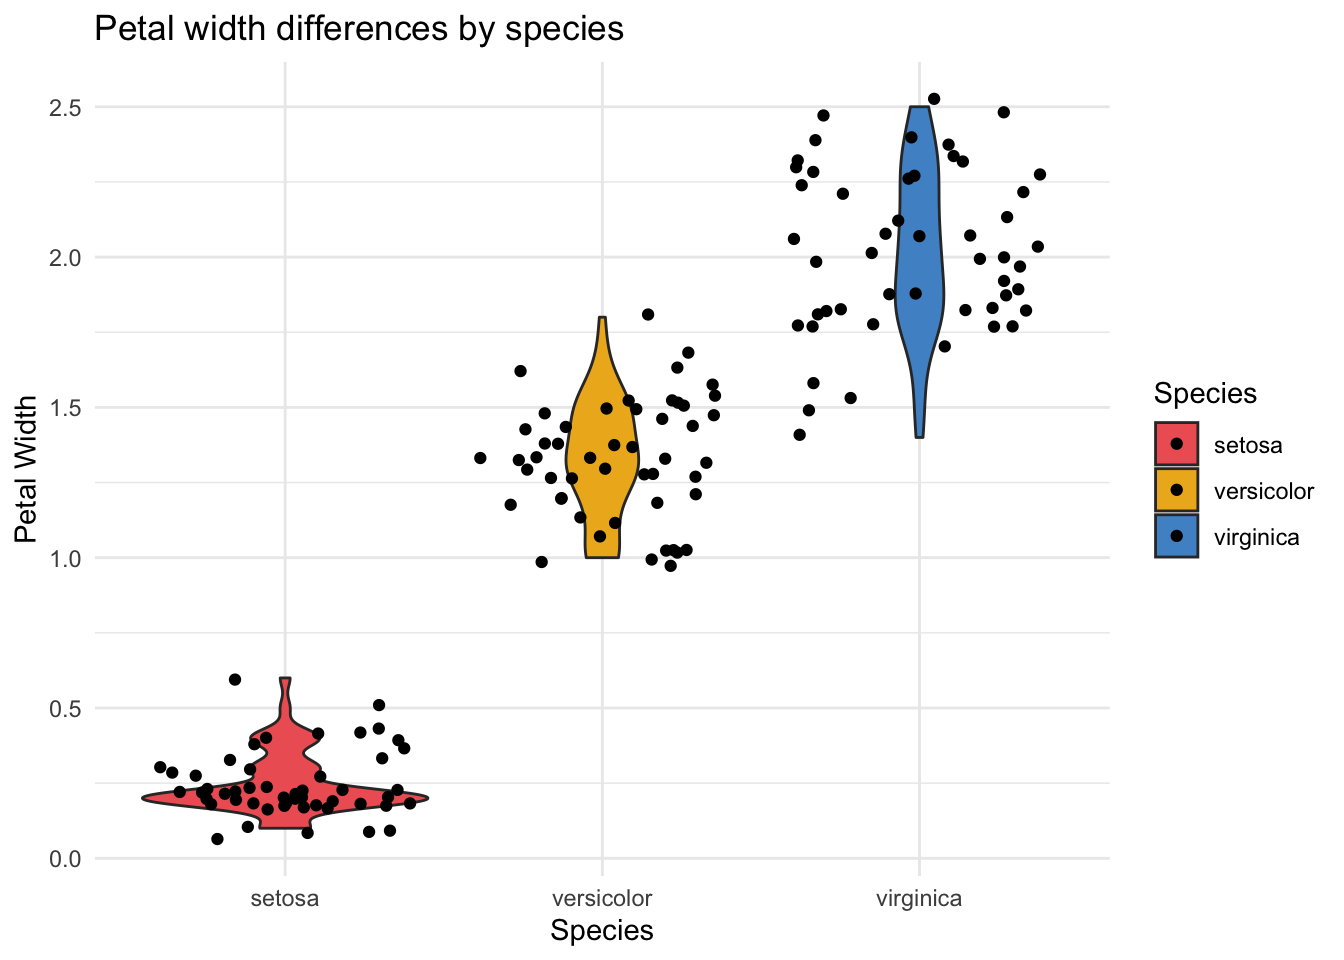 Petal width differences by species
2.5
2.0
1.5
1.0
0.5
0.0
Petal Width
setosa
versicolor
virginica
Species
Species
setosa
versicolor
virginica